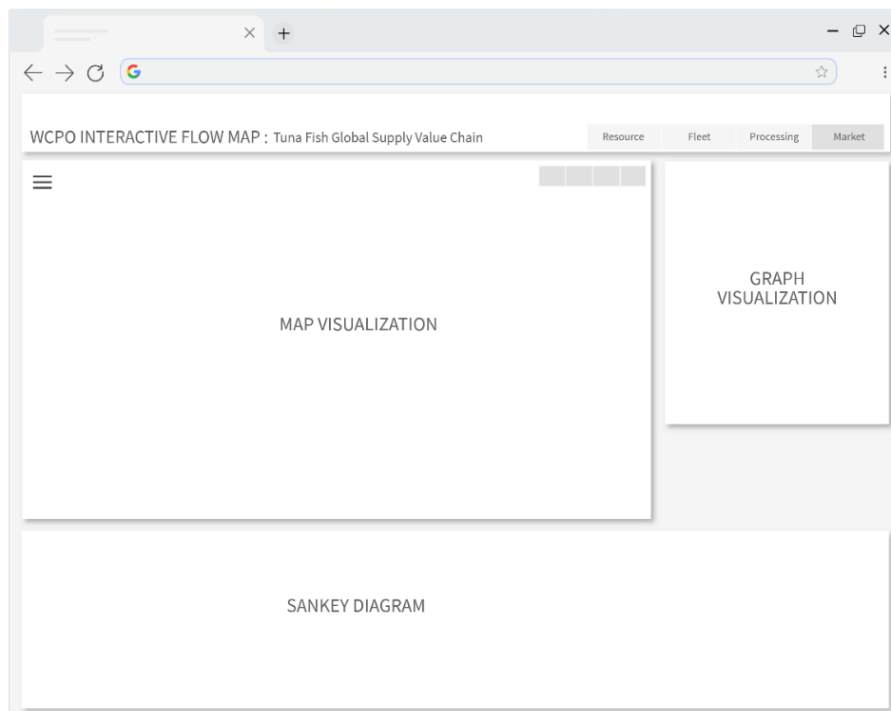 WCPO INTERACTIVE FLOW MAP : Tuna Fish Global Supply Value Chain
Resource Fleet Processing Market
MAP VISUALIZATION
GRAPH
VISUALIZATION
SANKEY DIAGRAM